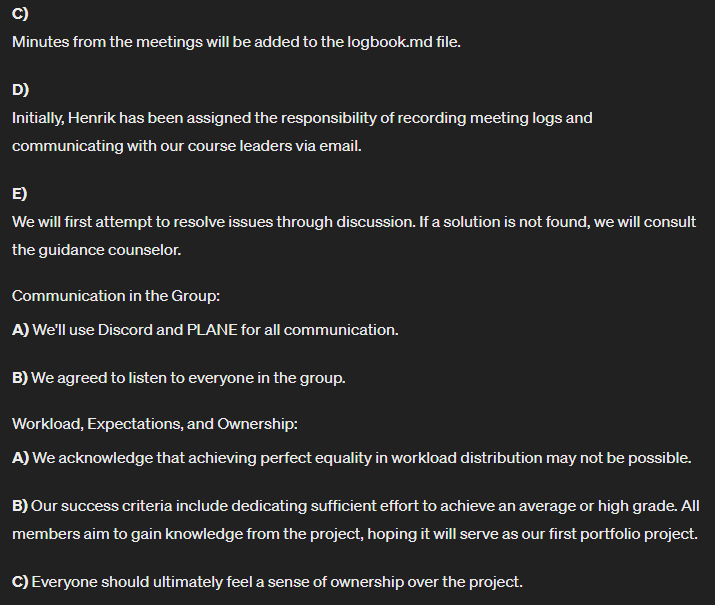 C)
Minutes from the meetings will be added to the logbook.md file.
D)
Initially, Henrik has been assigned the responsibility of recording meeting logs and
communicating with our course leaders via email.
E)
We will first attempt to resolve issues through discussion. If a solution is not found, we will consult
the guidance counselor.
Communication in the Group:
A) We'll use Discord and PLANE for all communication.
B) We agreed to listen to everyone in the group.
Workload, Expectations, and Ownership:
A) We acknowledge that achieving perfect equality in workload distribution may not be possible.
B) Our success criteria include dedicating sufficient effort to achieve an average or high grade. All
members aim to gain knowledge from the project, hoping it will serve as our first portfolio project.
C) Everyone should ultimately feel a sense of ownership over the project.